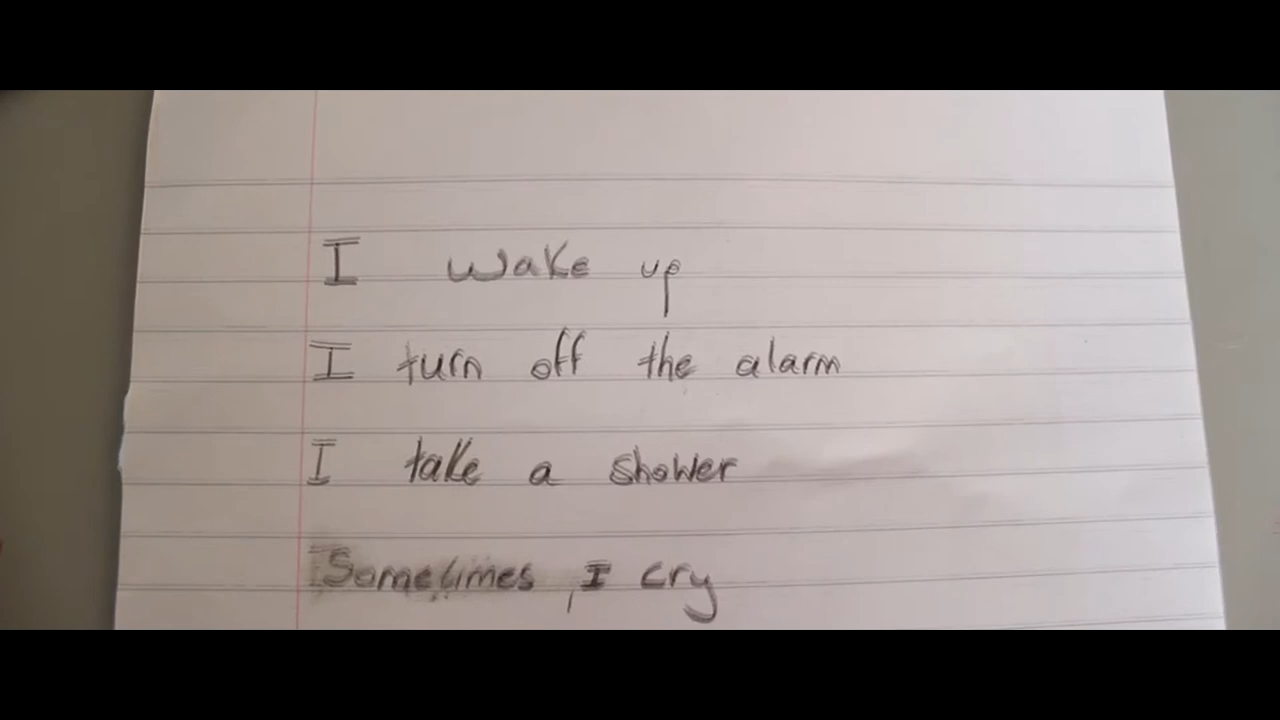 I wake up
I turn off the alarm
I take a shower
Sometimes, I cry